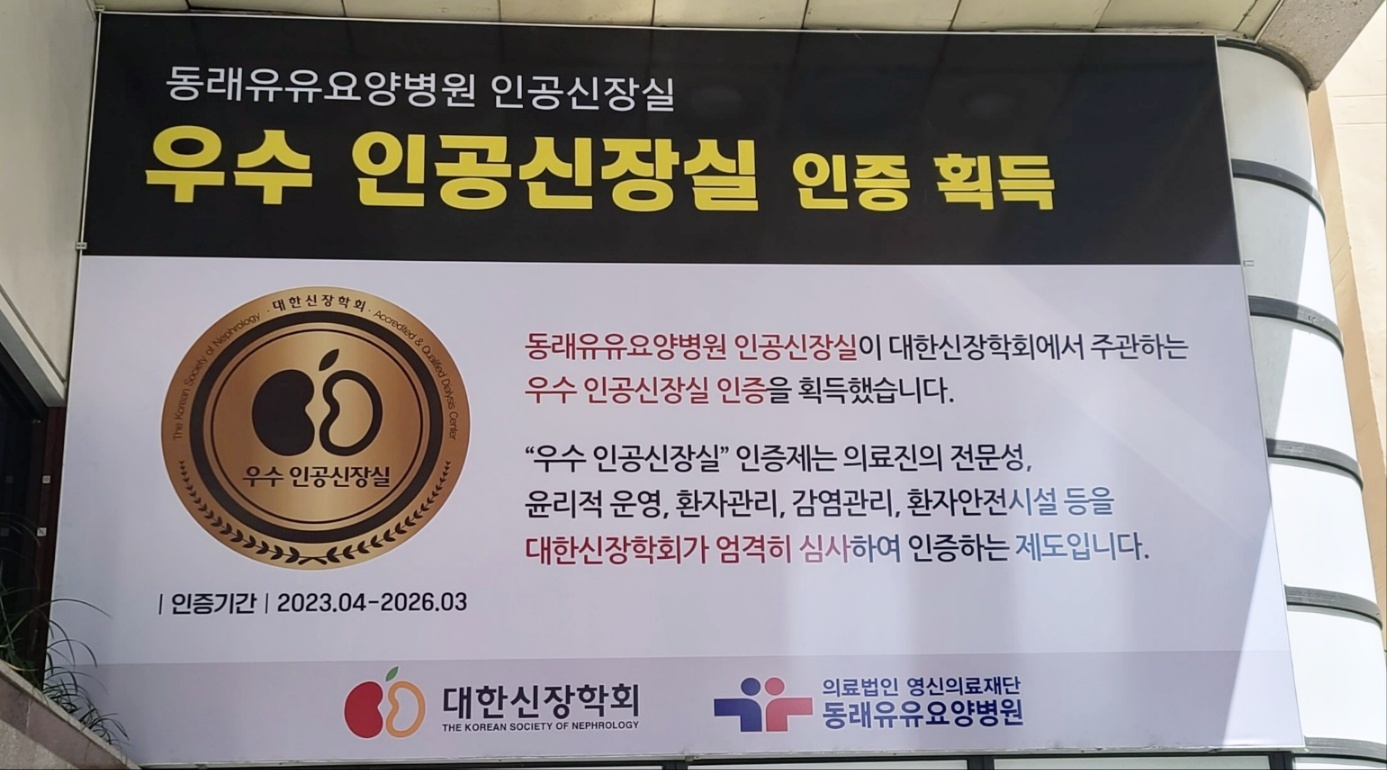 동래유유요양병원 인공신장실
우수 인공신장실 인증 획득
The Korean Society of Nephrology · 대한신장학회 · Accredited & Qualified Dialysis Center
우수 인공신장실
| 인증기간 | 2023.04-2026.03
동래유유요양병원 인공신장실이 대한신장학회에서 주관하는
우수 인공신장실 인증을 획득했습니다.
“우수 인공신장실” 인증제는 의료진의 전문성,
윤리적 운영, 환자관리, 감염관리, 환자안전시설 등을
대한신장학회가 엄격히 심사하여 인증하는 제도입니다.
대한신장학회
THE KOREAN SOCIETY OF NEPHROLOGY
의료법인 영신의료재단
동래유유요양병원